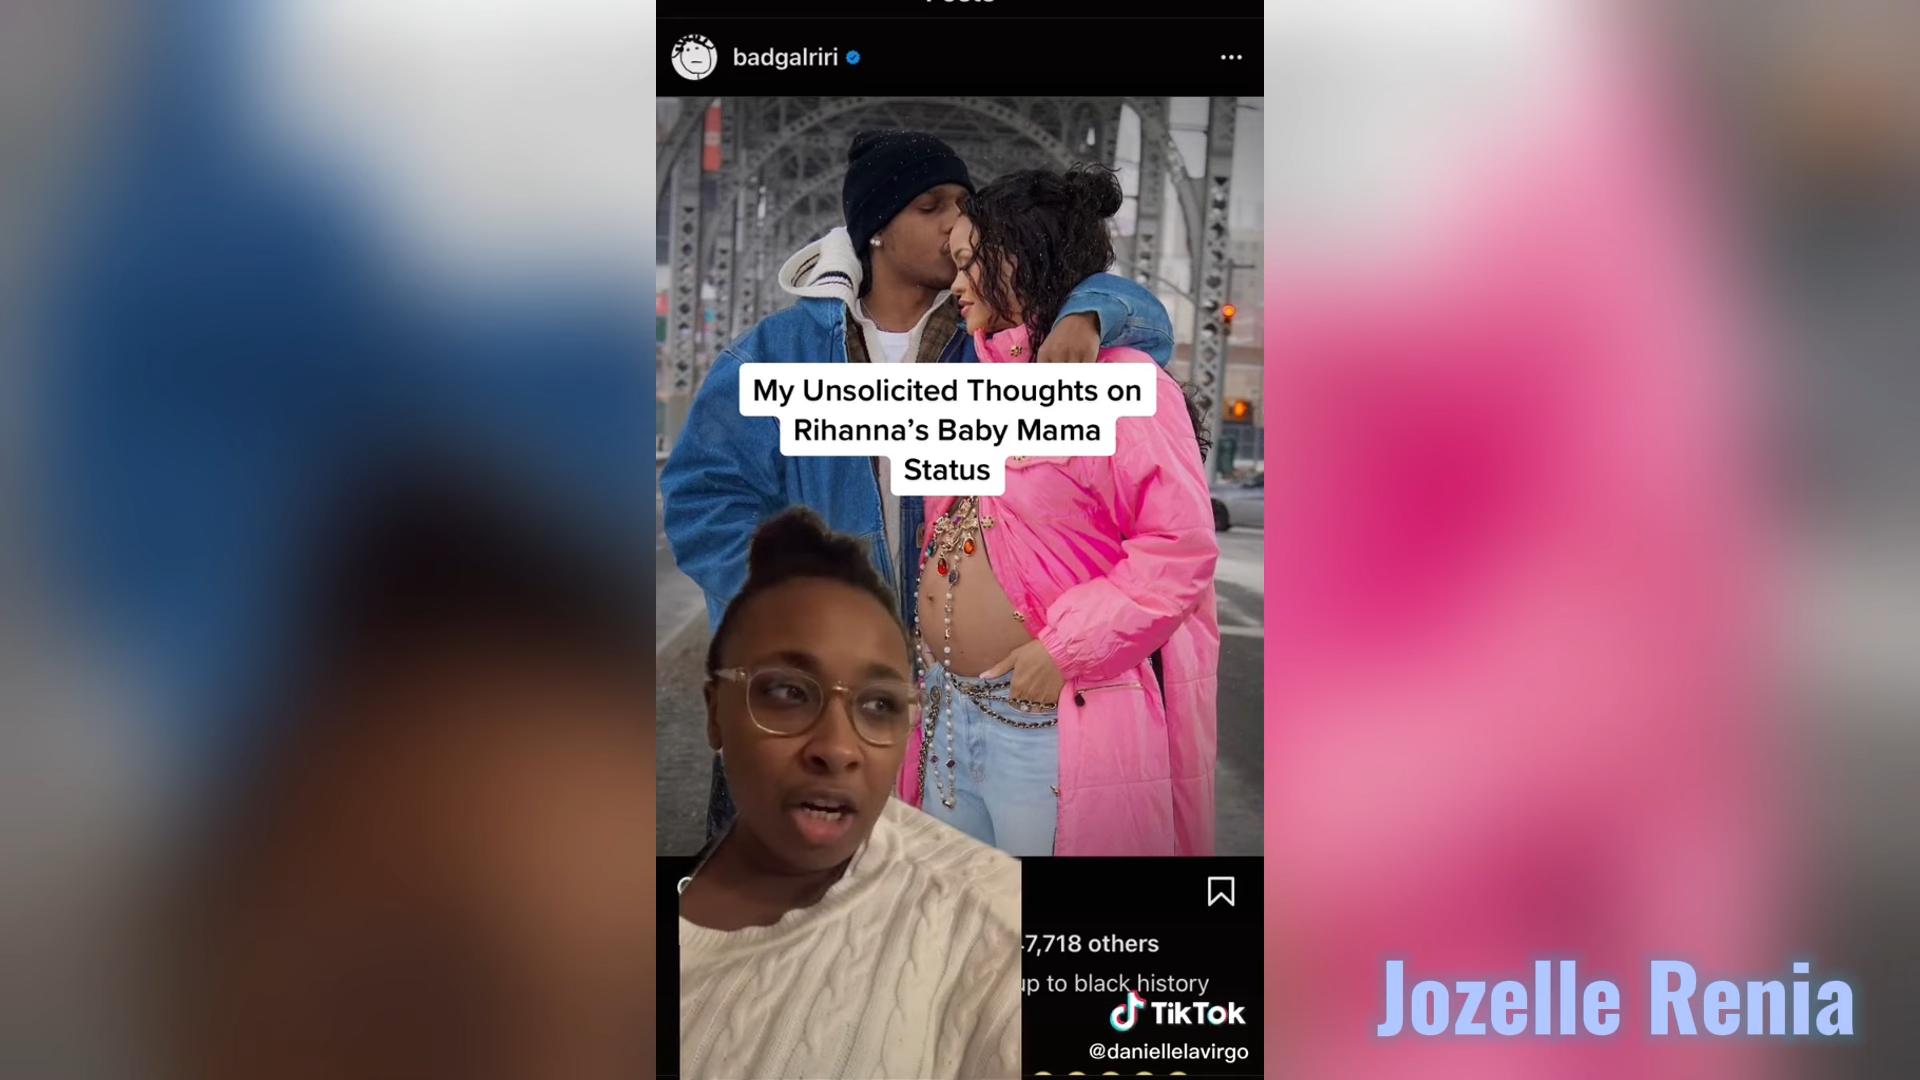 badgalriri
My Unsolicited Thoughts on
Rihanna's Baby Mama
Status
7,718 others
up to black history
TikTok
@daniellelavirgo
Jozelle Renia